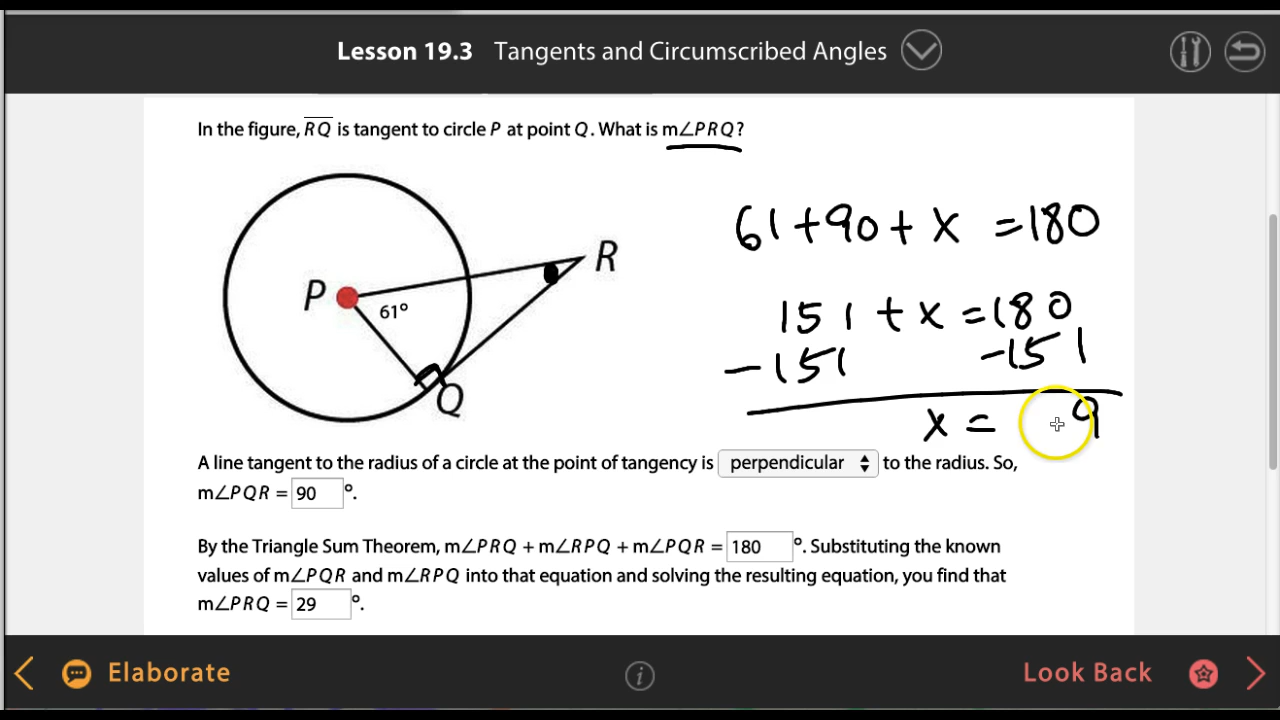 Lesson 19.3 Tangents and Circumscribed Angles
In the figure, RQ is tangent to circle P at point Q. What is m∠PRQ?
P
61°
R
Q
61+90+x =180
151+x=180
-151 -151
x= 9
A line tangent to the radius of a circle at the point of tangency is perpendicular to the radius. So,
m∠PQR = 90 °.
By the Triangle Sum Theorem, m∠PRQ + m∠RPQ + m∠PQR = 180 °. Substituting the known
values of m∠PQR and m∠RPQ into that equation and solving the resulting equation, you find that
m∠PRQ = 29 °.
Elaborate
i
Look Back